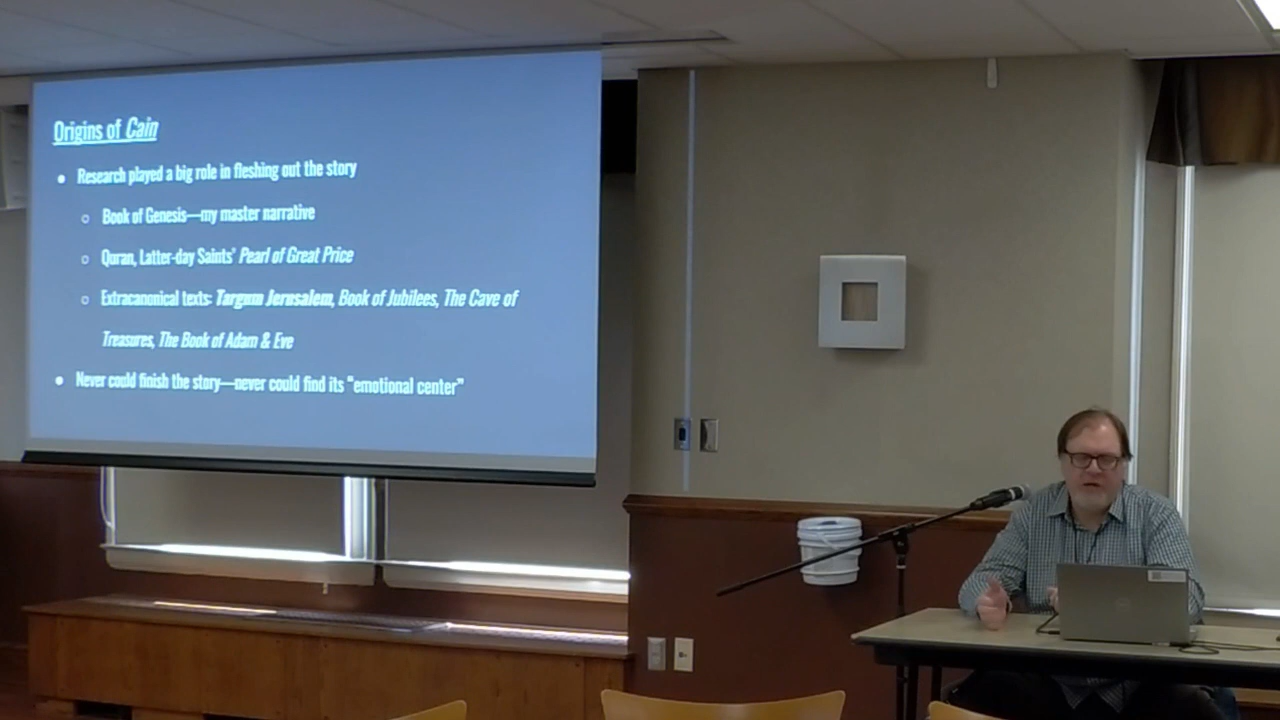 Origins of Cain
● Research played a big role in fleshing out the story
○ Book of Genesis—my master narrative
○ Quran, Latter-day Saints' Pearl of Great Price
○ Extracanonical texts: Targum Jerusalem, Book of Jubilees, The Cave of
Treasures, The Book of Adam & Eve
● Never could finish the story—never could find its "emotional center"